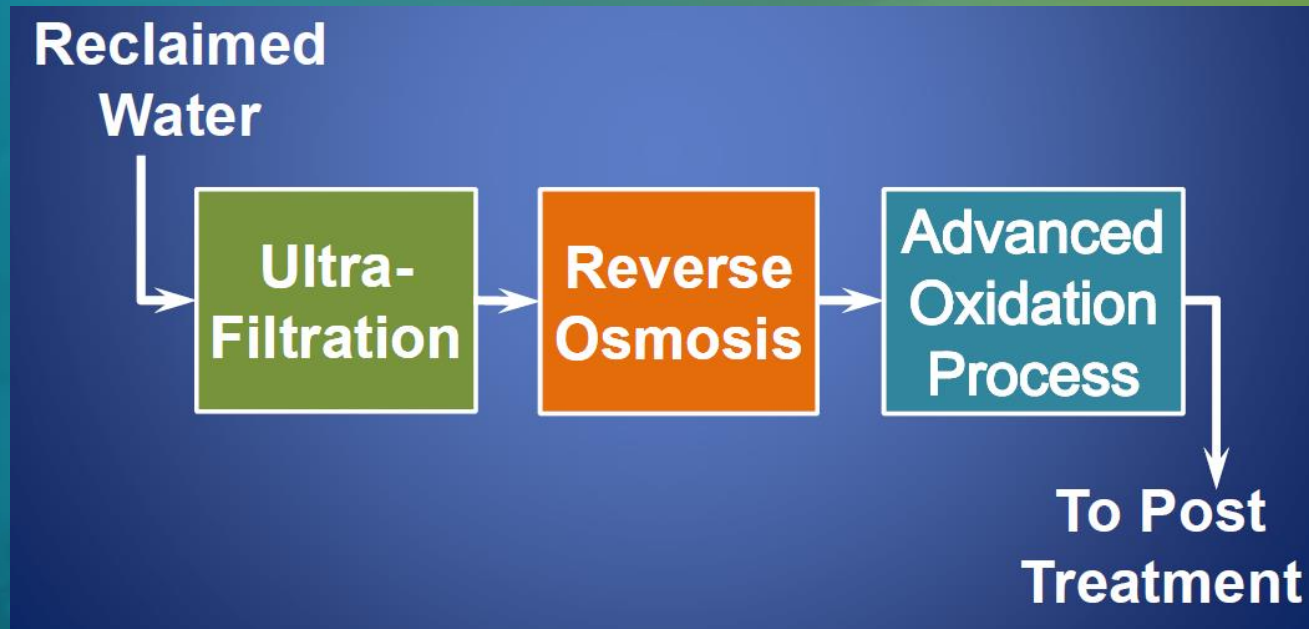 Reclaimed
Water
Ultra-
Filtration
Reverse
Osmosis
Advanced
Oxidation
Process
To Post
Treatment